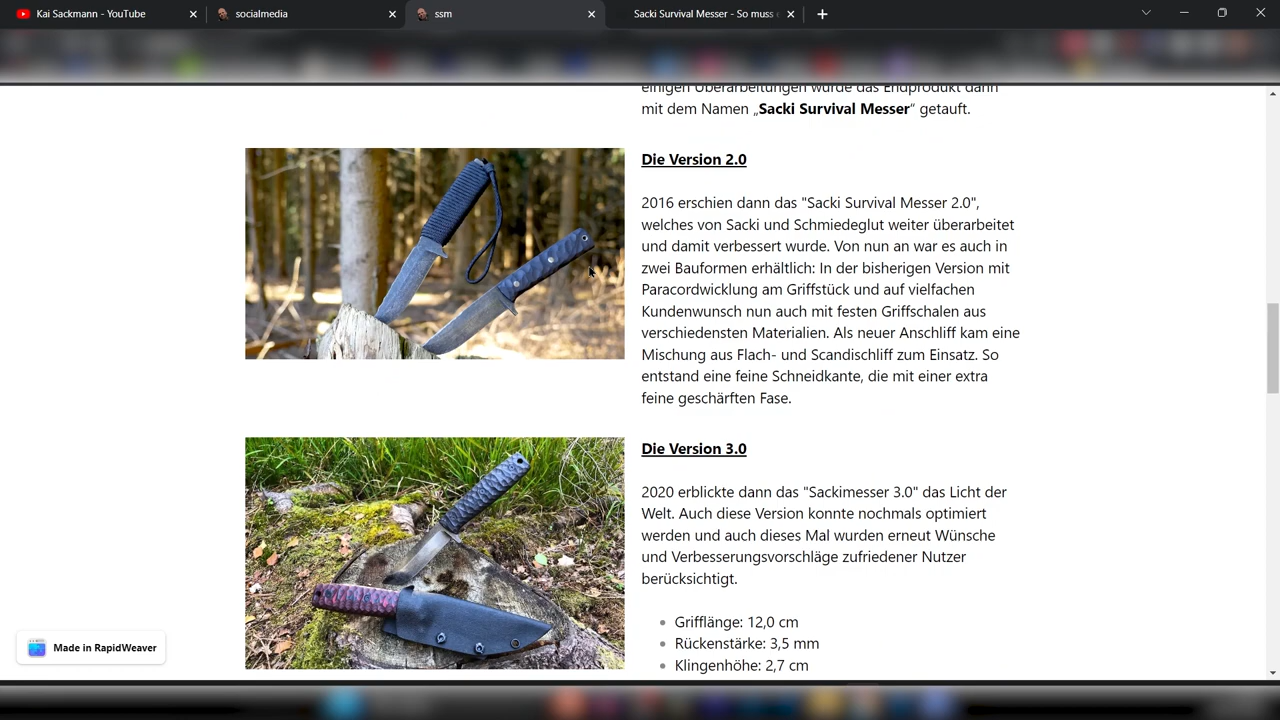 Kai Sackmann - YouTube
socialmedia
ssm
Sacki Survival Messer - So muss
einigen Überarbeitungen wurde das Endprodukt dann
mit dem Namen „Sacki Survival Messer“ getauft.
Die Version 2.0
2016 erschien dann das "Sacki Survival Messer 2.0",
welches von Sacki und Schmiedeglut weiter überarbeitet
und damit verbessert wurde. Von nun an war es auch in
zwei Bauformen erhältlich: In der bisherigen Version mit
Paracordwicklung am Griffstück und auf vielfachen
Kundenwunsch nun auch mit festen Griffschalen aus
verschiedensten Materialien. Als neuer Anschliff kam eine
Mischung aus Flach- und Scandischliff zum Einsatz. So
entstand eine feine Schneidkante, die mit einer extra
feine geschärften Fase.
Die Version 3.0
2020 erblickte dann das "Sackimesser 3.0" das Licht der
Welt. Auch diese Version konnte nochmals optimiert
werden und auch dieses Mal wurden erneut Wünsche
und Verbesserungsvorschläge zufriedener Nutzer
berücksichtigt.
Grifflänge: 12,0 cm
Rückenstärke: 3,5 mm
Klingenhöhe: 2,7 cm
Made in RapidWeaver